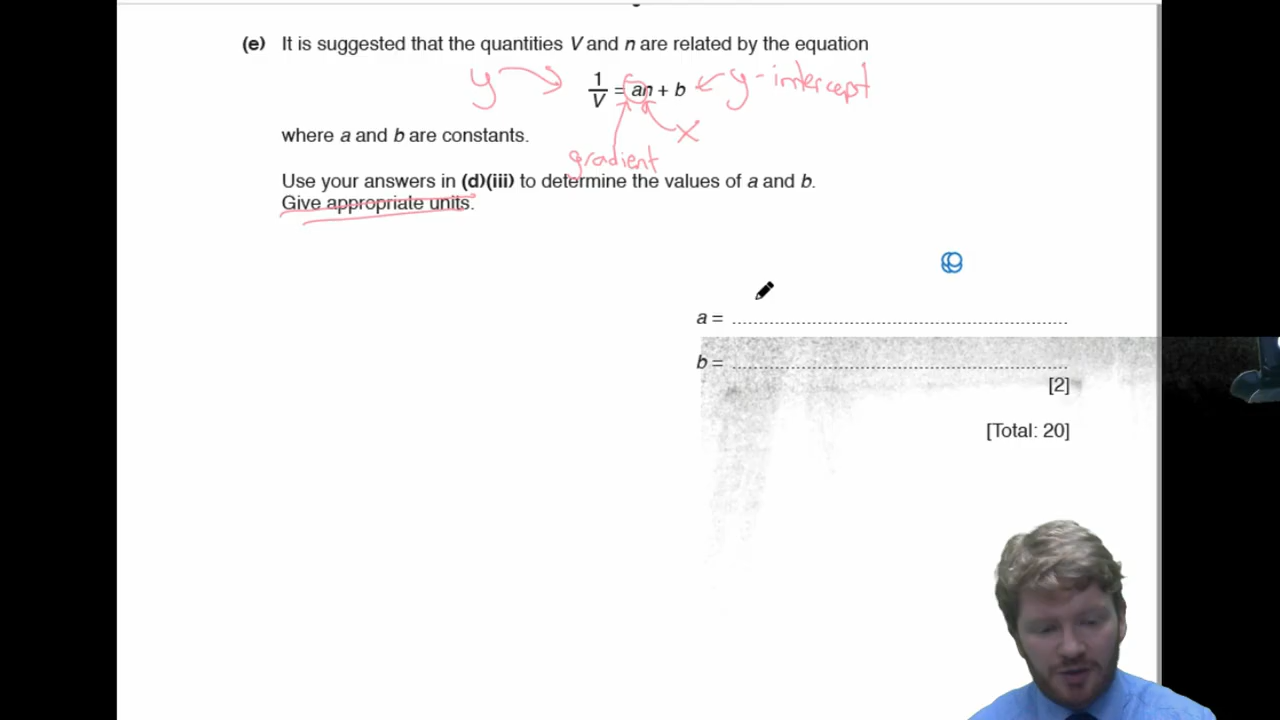 (e) It is suggested that the quantities V and n are related by the equation
y 1/V = an + b y-intercept
x
where a and b are constants.
gradient
Use your answers in (d)(iii) to determine the values of a and b.
Give appropriate units.
a =
b =
[2]
[Total: 20]